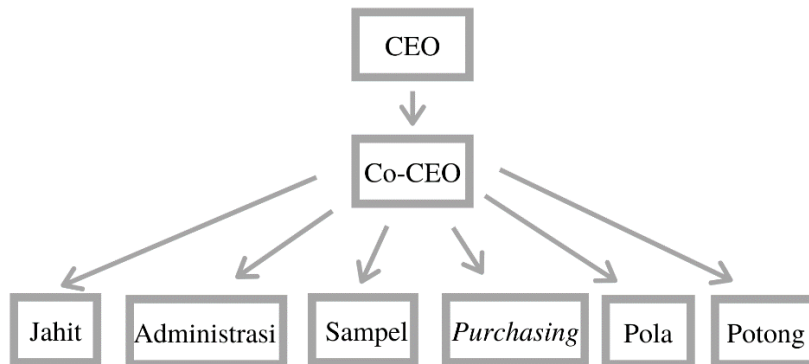 CEO
Co-CEO
Jahit
Administrasi
Sampel
Purchasing
Pola
Potong